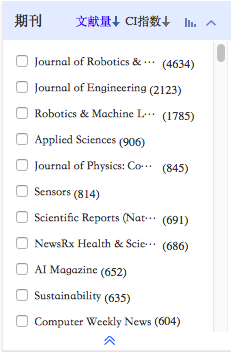 期刊 文献量 CI指数
Journal of Robotics & ··· (4634)
Journal of Engineering (2123)
Robotics & Machine L··· (1785)
Applied Sciences (906)
Journal of Physics: Co··· (845)
Sensors (814)
Scientific Reports (Nat··· (691)
NewsRx Health & Scie··· (686)
AI Magazine (652)
Sustainability (635)
Computer Weekly News (604)